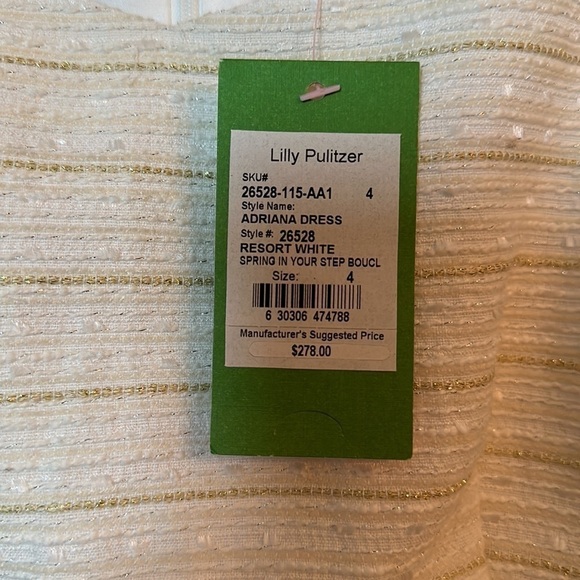 Lilly Pulitzer
SKU#
26528-115-AA1 4
Style Name:
ADRIANA DRESS
Style #: 26528
RESORT WHITE
SPRING IN YOUR STEP BOUCL
Size: 4
6 30306 474788
Manufacturer's Suggested Price
$278.00